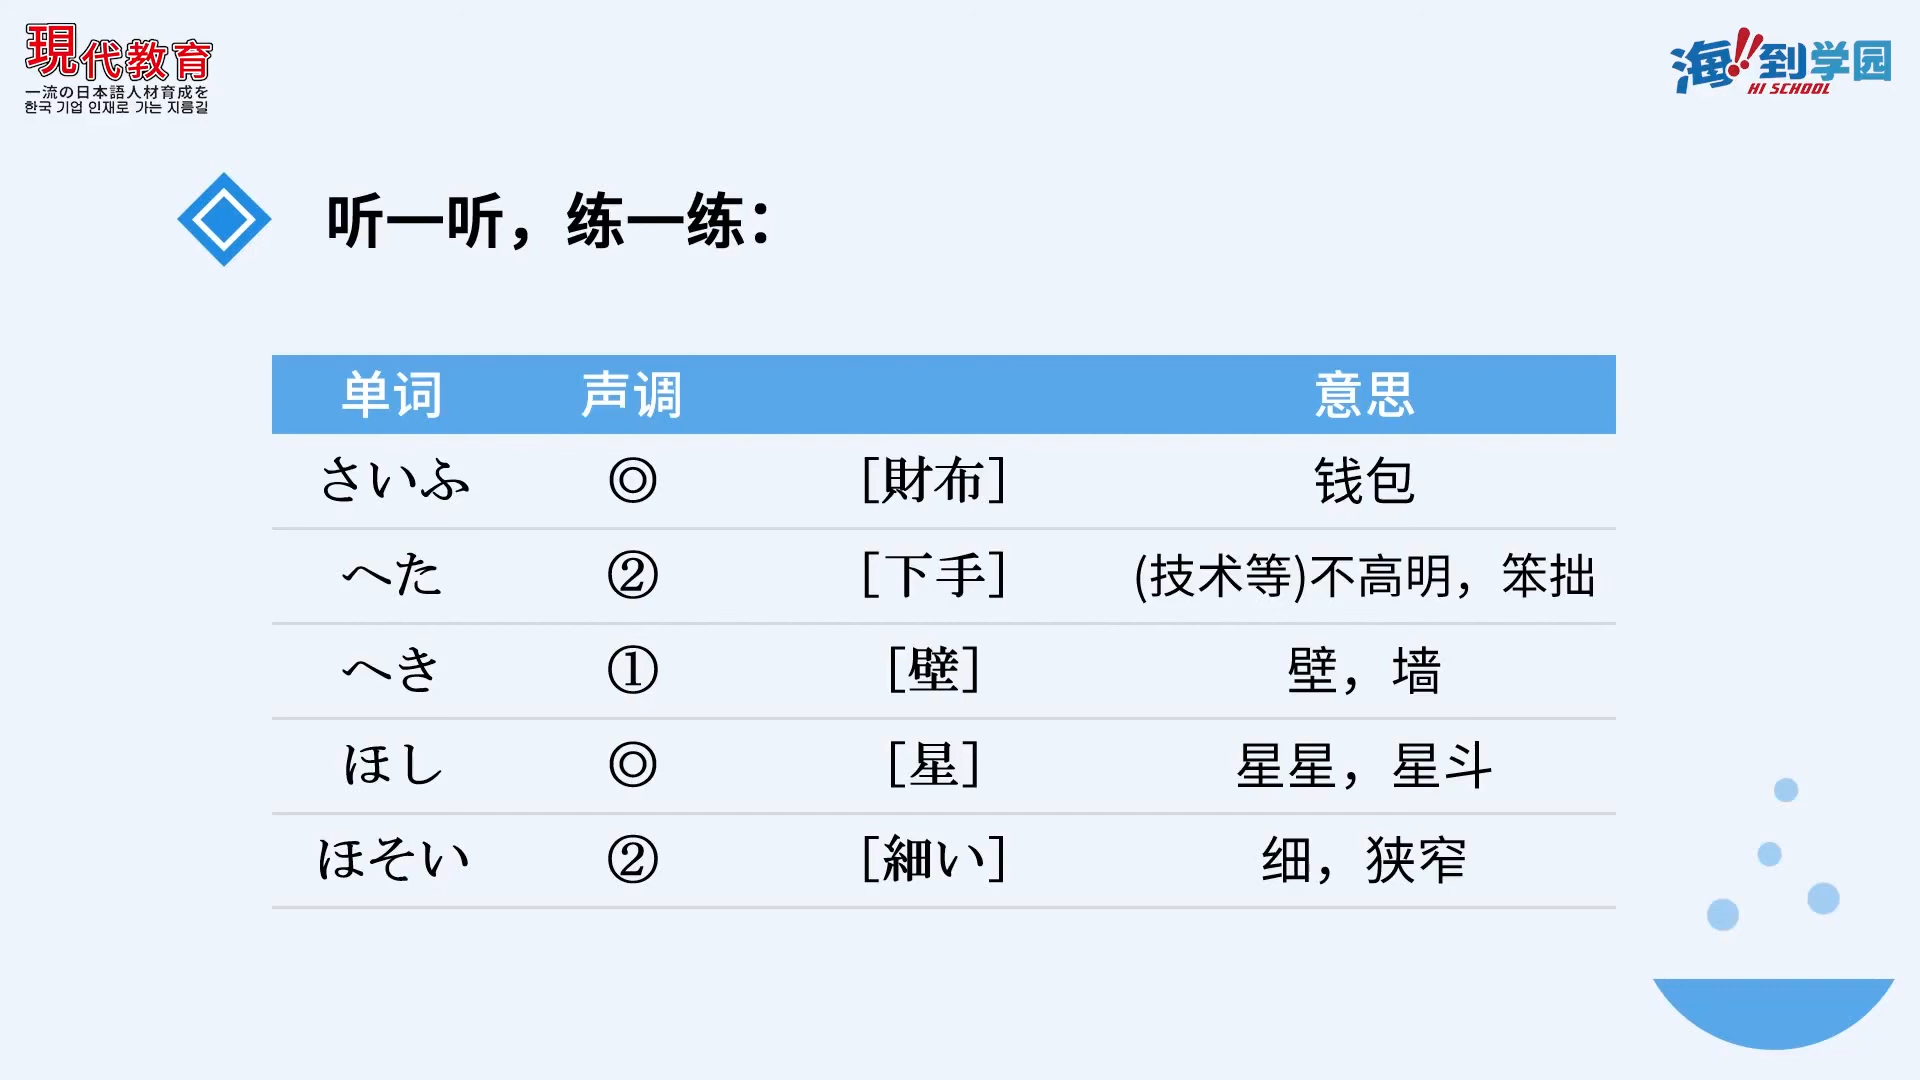 現代教育
一流の日本語人材育成を
한국 기업 인재로 가는 지름길
海!!到学园
HI SCHOOL
听一听，练一练：
单词 声调 意思
さいふ ◎ ［財布］ 钱包
へた ② ［下手］ (技术等)不高明，笨拙
へき ① ［壁］ 壁，墙
ほし ◎ ［星］ 星星，星斗
ほそい ② ［細い］ 细，狭窄